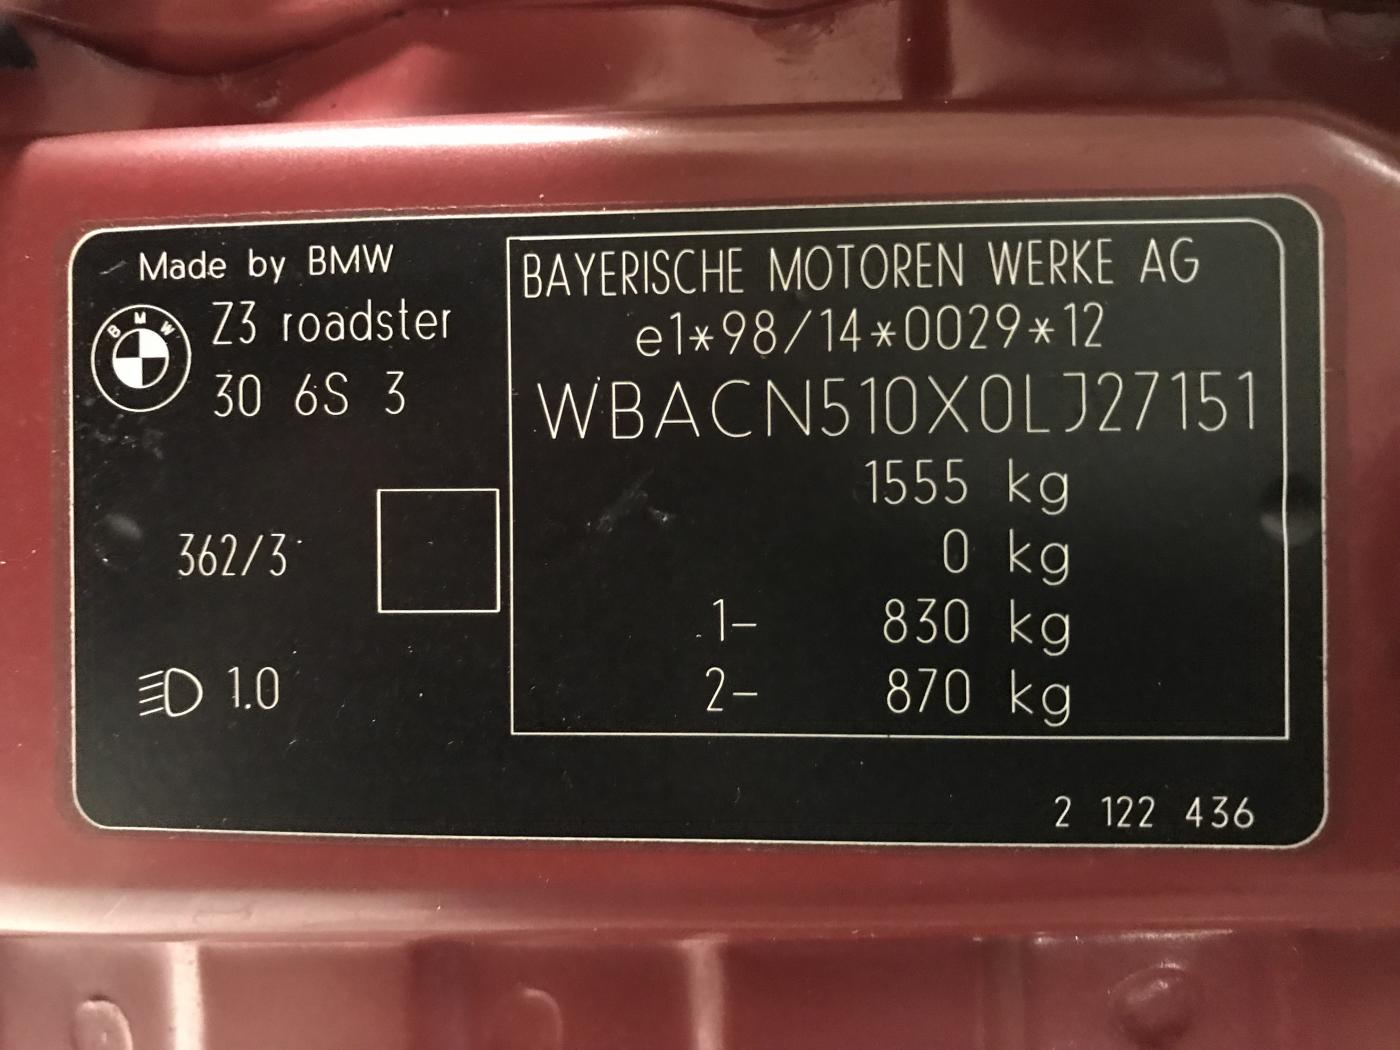 Made by BMW
BMW
Z3 roadster
30 6S 3
362/3
1.0
BAYERISCHE MOTOREN WERKE AG
e1*98/14*0029*12
WBACN510X0LJ27151
1555 kg
0 kg
1- 830 kg
2- 870 kg
2 122 436